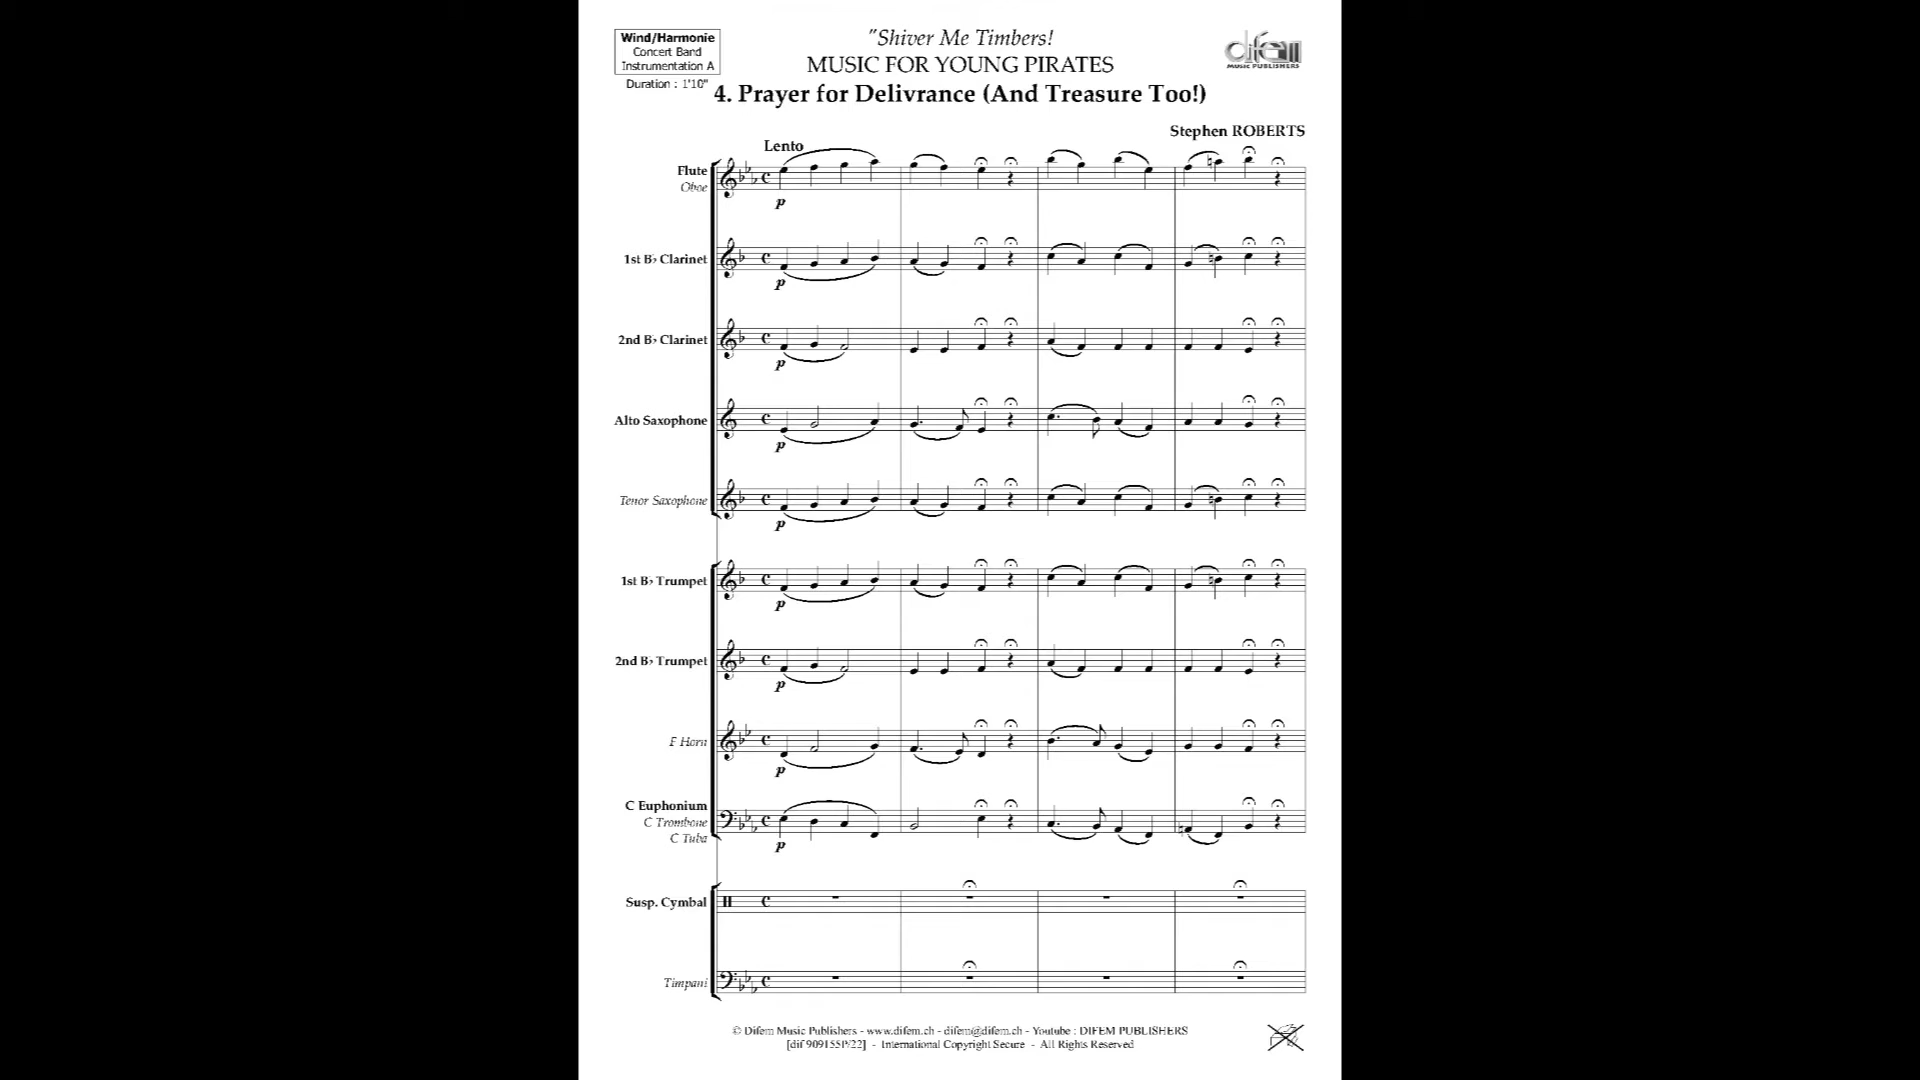 Wind/Harmonie
Concert Band
Instrumentation A
Duration : 1'10"
"Shiver Me Timbers!
MUSIC FOR YOUNG PIRATES
4. Prayer for Delivrance (And Treasure Too!)
difem
MUSIC PUBLISHERS
Stephen ROBERTS
Lento
Flute
Oboe
p
1st B♭ Clarinet
p
2nd B♭ Clarinet
p
Alto Saxophone
p
Tenor Saxophone
p
1st B♭ Trumpet
p
2nd B♭ Trumpet
p
F Horn
p
C Euphonium
C Trombone
C Tuba
p
Susp. Cymbal
Timpani
© Difem Music Publishers - www.difem.ch - difem@difem.ch - Youtube : DIFEM PUBLISHERS
[dif 909155P/22] - International Copyright Secure - All Rights Reserved